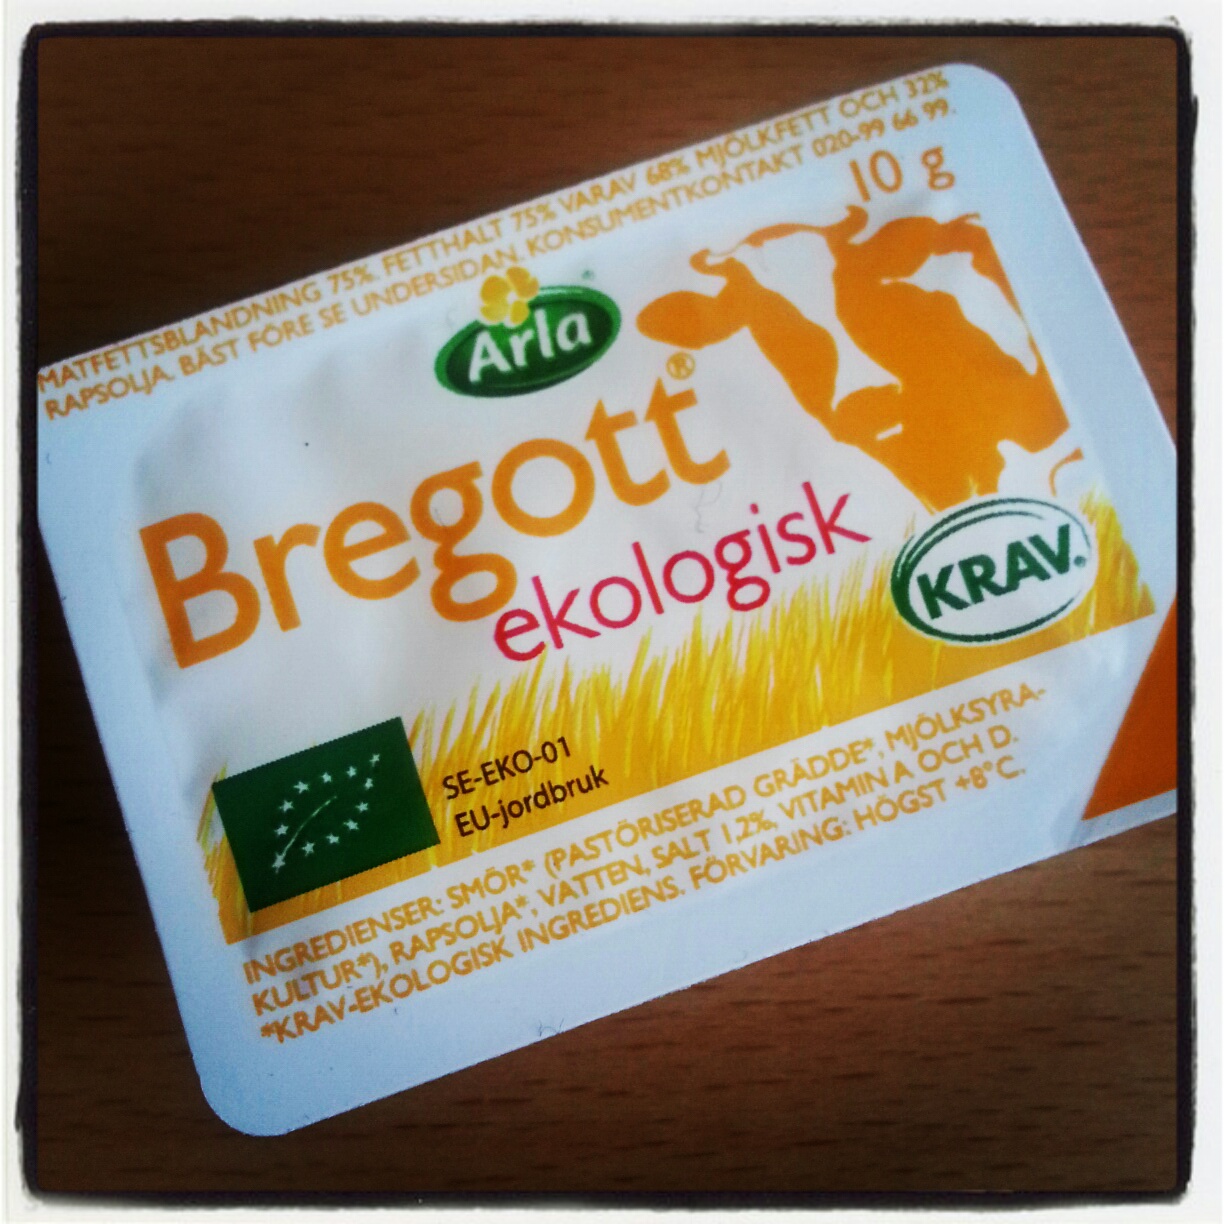 MATFETTSBLANDNING 75%. FETTHALT 75% VARAV 68% MJÖLKFETT OCH 32%
RAPSOLJA. BÄST FÖRE SE UNDERSIDAN. KONSUMENTKONTAKT 020-99 66 99.
10 g
Arla®
Bregott®
ekologisk
KRAV®
SE-EKO-01
EU-jordbruk
INGREDIENSER: SMÖR* (PASTÖRISERAD GRÄDDE*, MJÖLKSYRA-
KULTUR*), RAPSOLJA*, VATTEN, SALT 1,2%, VITAMIN A OCH D.
*KRAV-EKOLOGISK INGREDIENS. FÖRVARING: HÖGST +8°C.